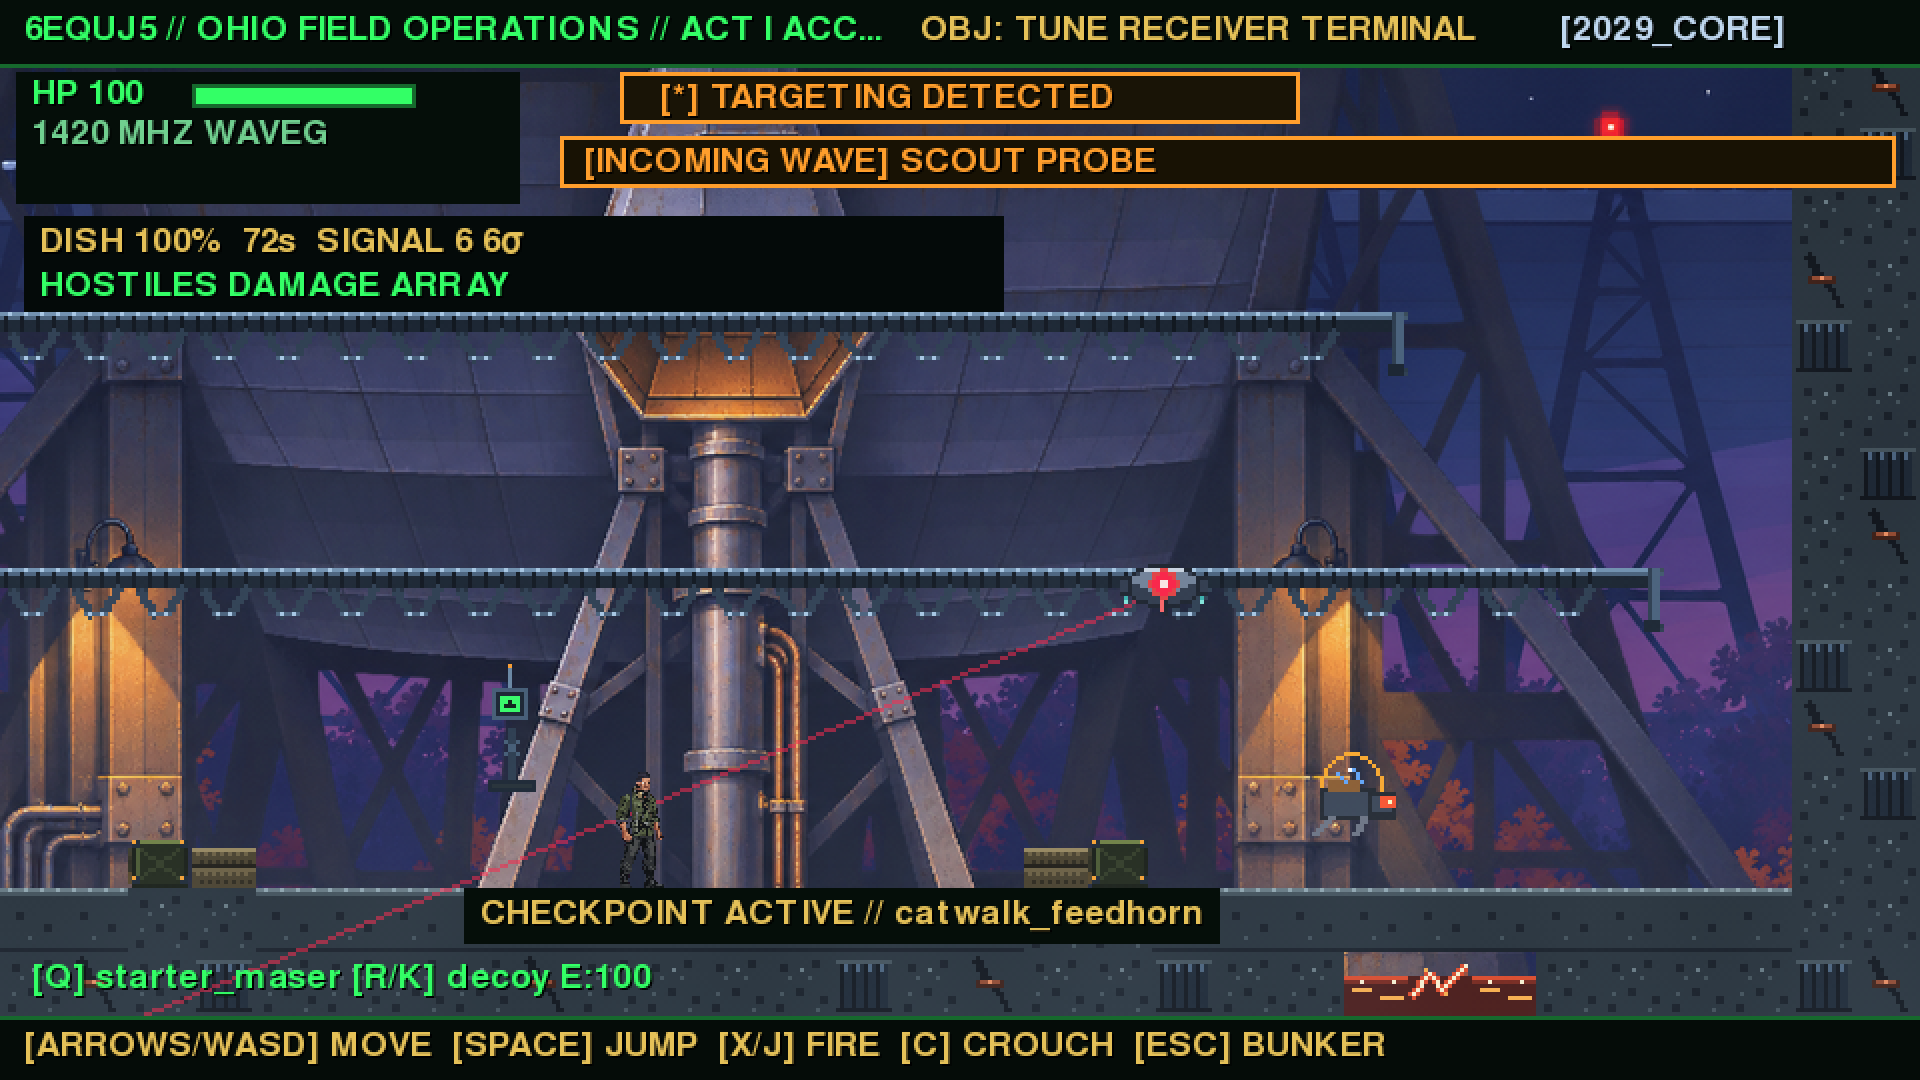 6EQUJ5 // OHIO FIELD OPERATIONS // ACT I ACC... OBJ: TUNE RECEIVER TERMINAL [2029_CORE]
HP 100
[*] TARGETING DETECTED
1420 MHZ WAVEG
[INCOMING WAVE] SCOUT PROBE
DISH 100% 72s SIGNAL 6 6σ
HOSTILES DAMAGE ARRAY
CHECKPOINT ACTIVE // catwalk_feedhorn
[Q] starter_maser [R/K] decoy E:100
[ARROWS/WASD] MOVE [SPACE] JUMP [X/J] FIRE [C] CROUCH [ESC] BUNKER